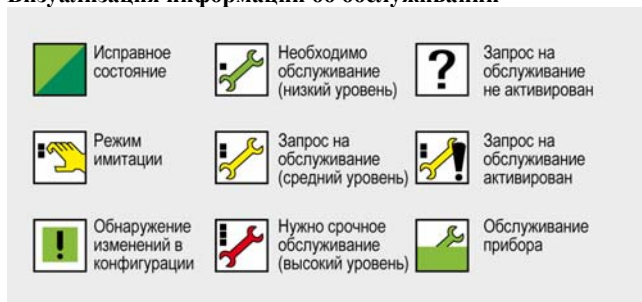 Визуализация информации об обслуживании
Исправное
состояние
Необходимо
обслуживание
(низкий уровень)
?
Запрос на
обслуживание
не активирован
Режим
имитации
Запрос на
обслуживание
(средний уровень)
!
Запрос на
обслуживание
активирован
!
Обнаружение
изменений в
конфигурации
Нужно срочное
обслуживание
(высокий уровень)
Обслуживание
прибора